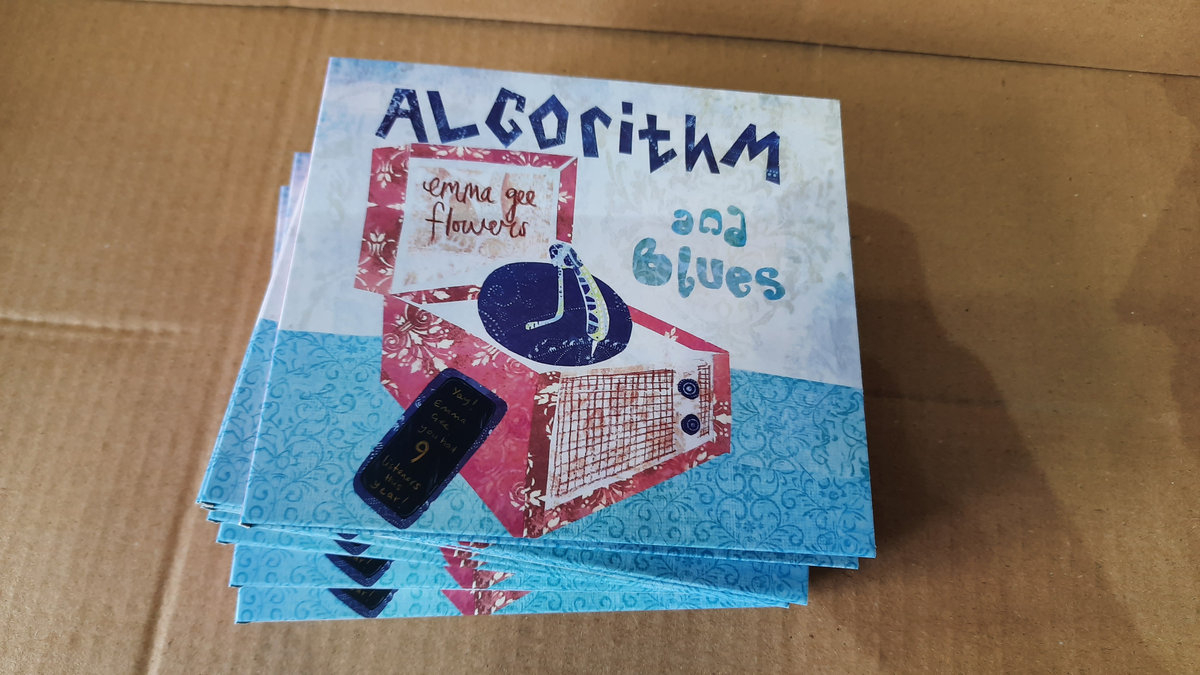 ALGOrithM
emma gee
flowers
and
Blues
Yay!
Emma
Gee
you had
9
listeners
this
year!